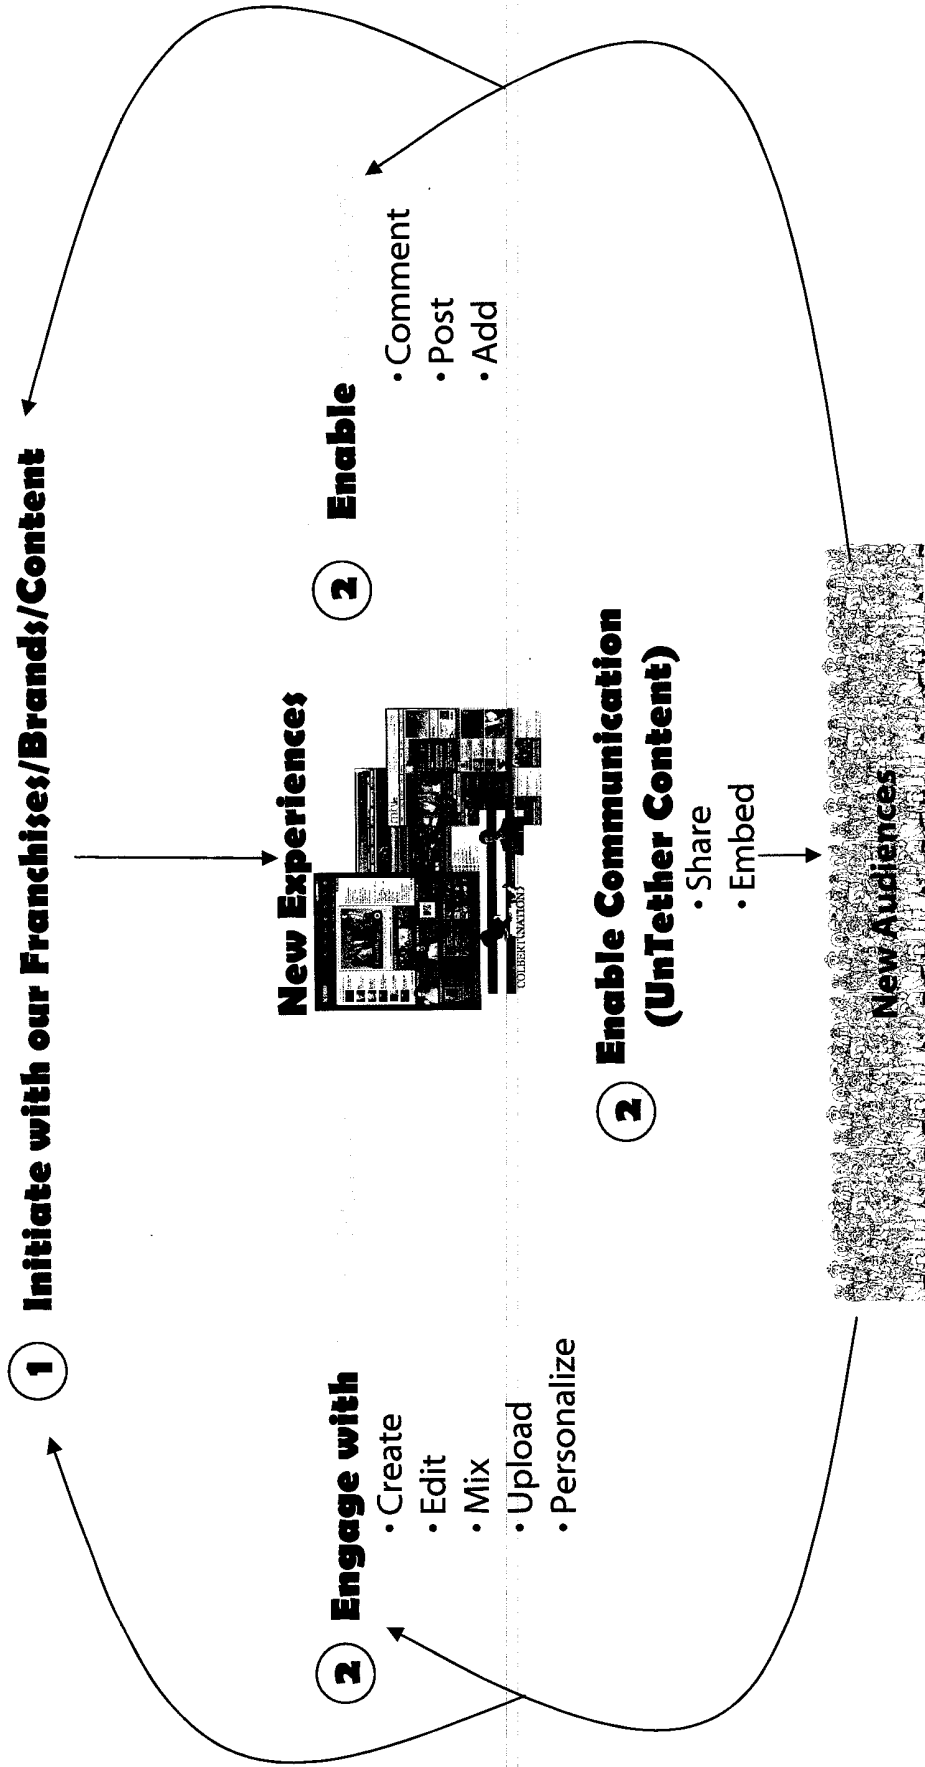 1 Initiate with our Franchises/Brands/Content
New Experiences
COLBERT NATIONS
2 Engage with
• Create
• Edit
• Mix
• Upload
• Personalize
2 Enable
• Comment
• Post
• Add
2 Enable Communication
(UnTether Content)
• Share
• Embed
New Audiences